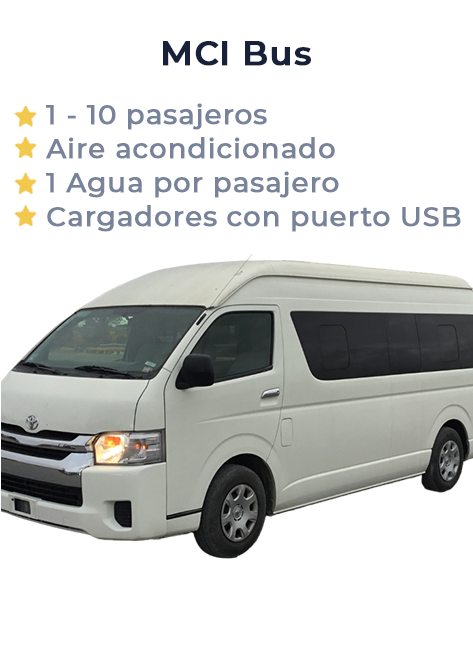 MCI Bus
1 - 10 pasajeros
Aire acondicionado
1 Agua por pasajero
Cargadores con puerto USB